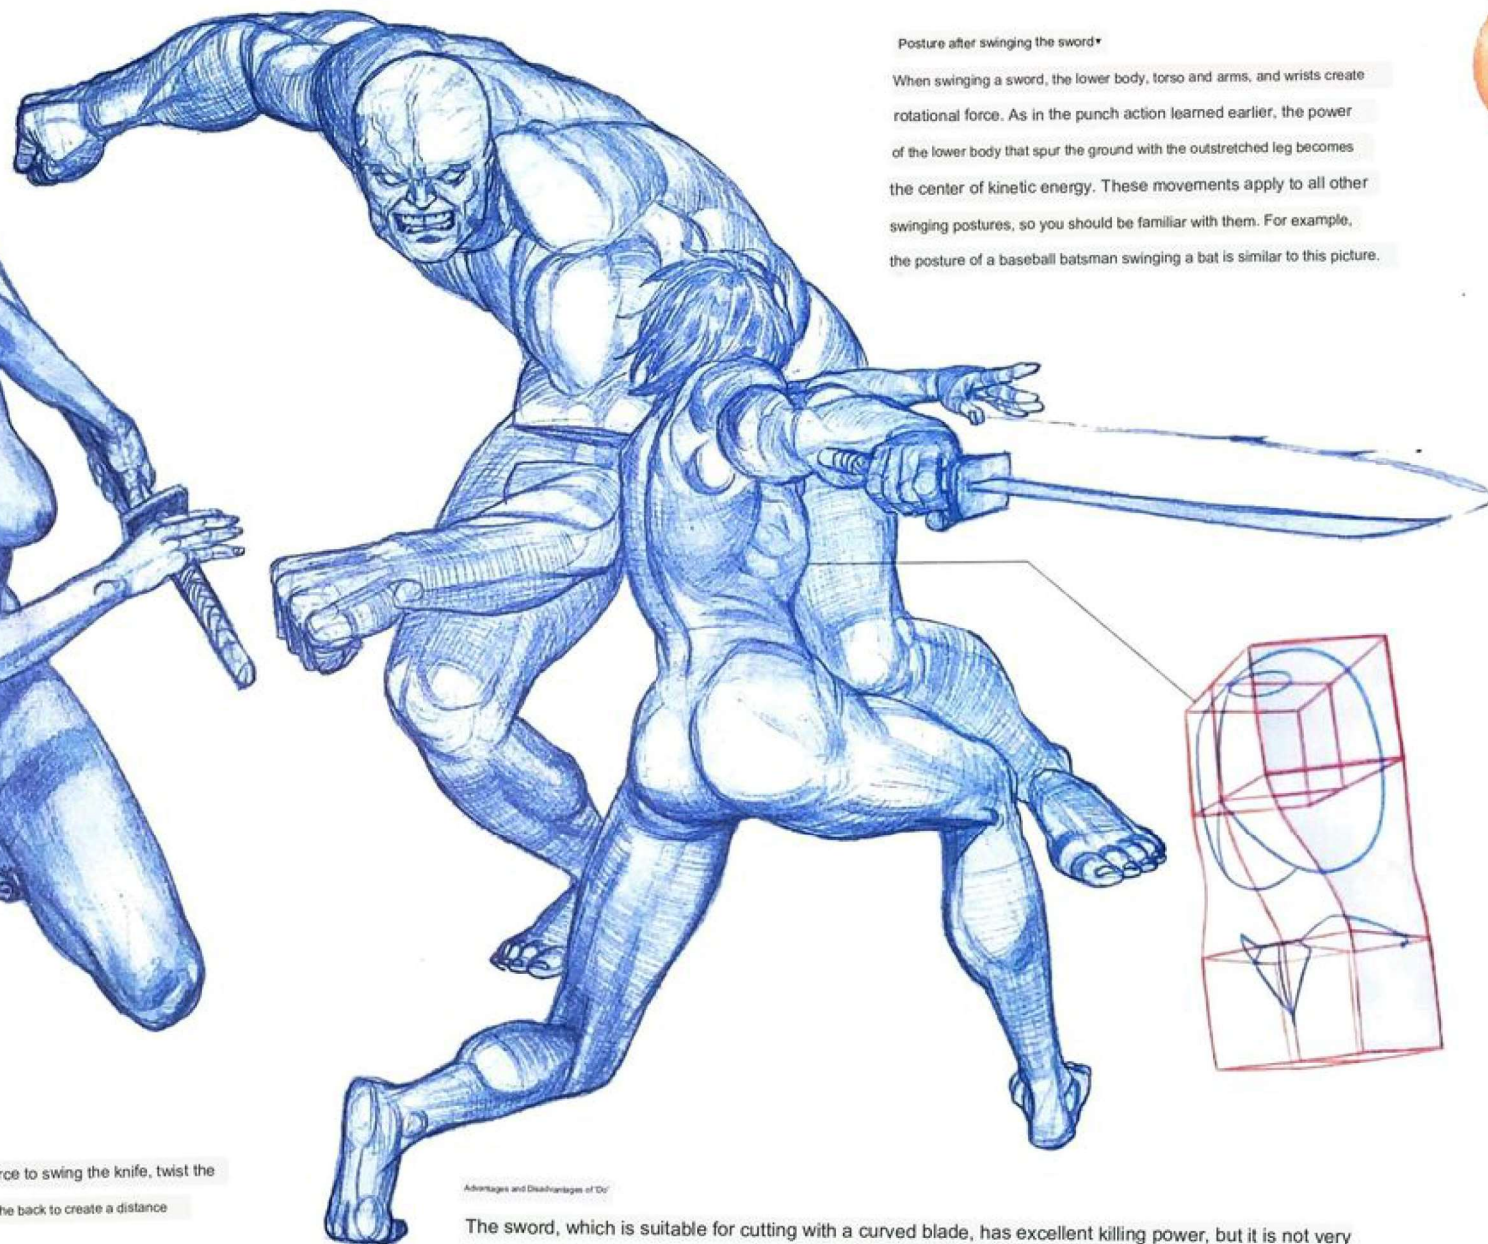 Posture after swinging the sword▾
When swinging a sword, the lower body, torso and arms, and wrists create
rotational force. As in the punch action learned earlier, the power
of the lower body that spur the ground with the outstretched leg becomes
the center of kinetic energy. These movements apply to all other
swinging postures, so you should be familiar with them. For example,
the posture of a baseball batsman swinging a bat is similar to this picture.
rce to swing the knife, twist the
he back to create a distance
Advantages and Disadvantages of 'Do'
The sword, which is suitable for cutting with a curved blade, has excellent killing power, but it is not very